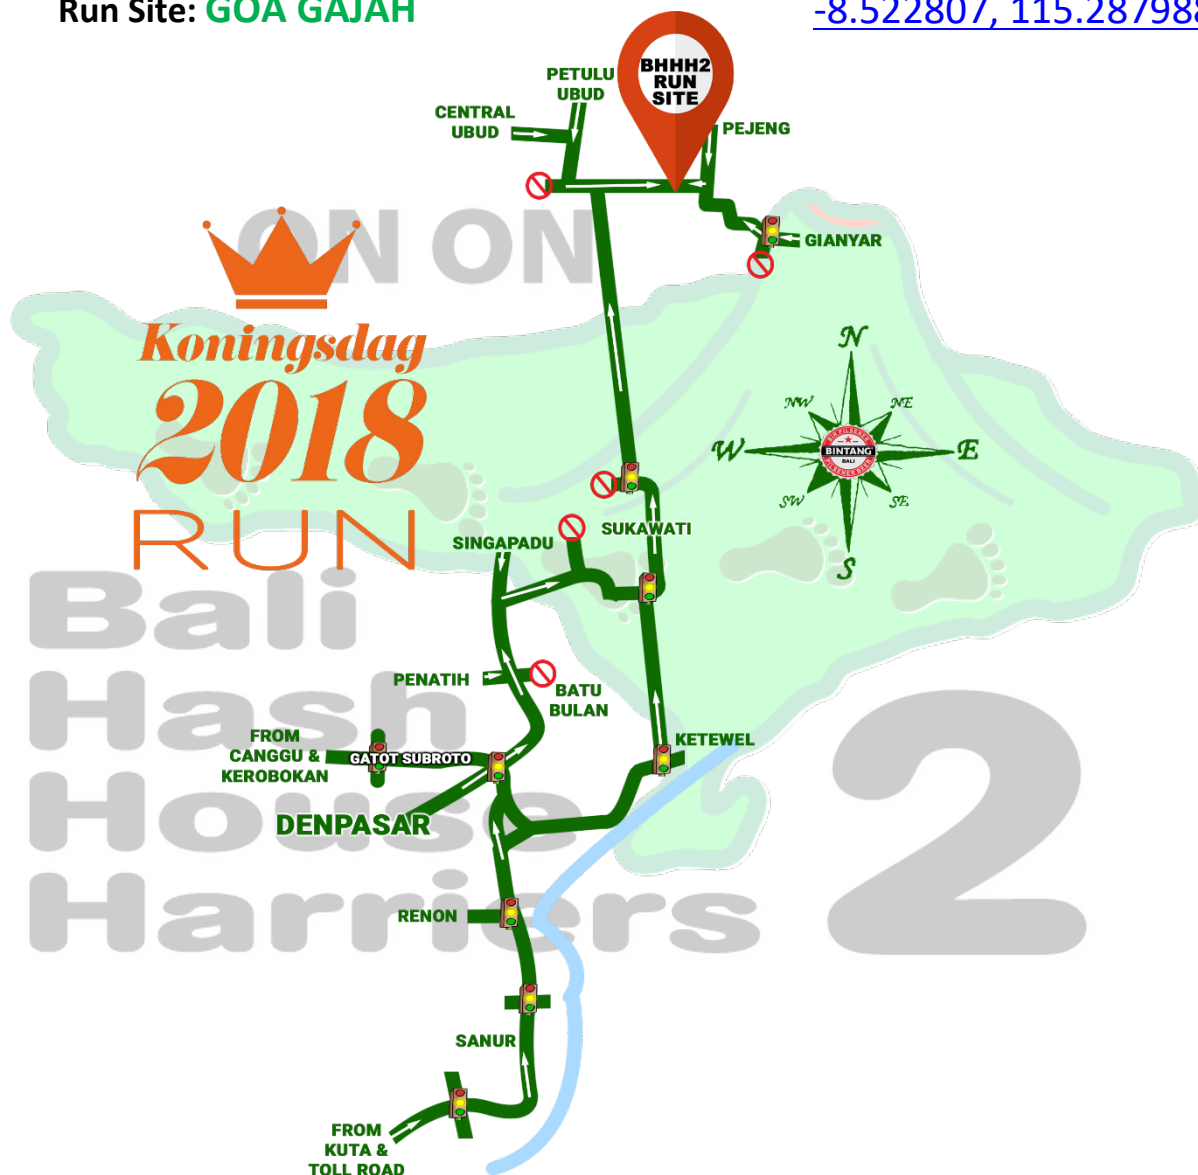 Run Site: GOA GAJAH
-8.522807, 115.287988
BHHH2
RUN
SITE
PETULU
UBUD
CENTRAL
UBUD
PEJENG
GIANYAR
ON ON
Koningsdag
2018
RUN
N
NW
NE
W
BINTANG
BALI
E
SW
SE
S
SUKAWATI
SINGAPADU
Bali
Hash
House
Harriers
2
PENATIH
BATU
BULAN
FROM
CANGGU &
KEROBOKAN
GATOT SUBROTO
KETEWEL
DENPASAR
RENON
SANUR
FROM
KUTA &
TOLL ROAD